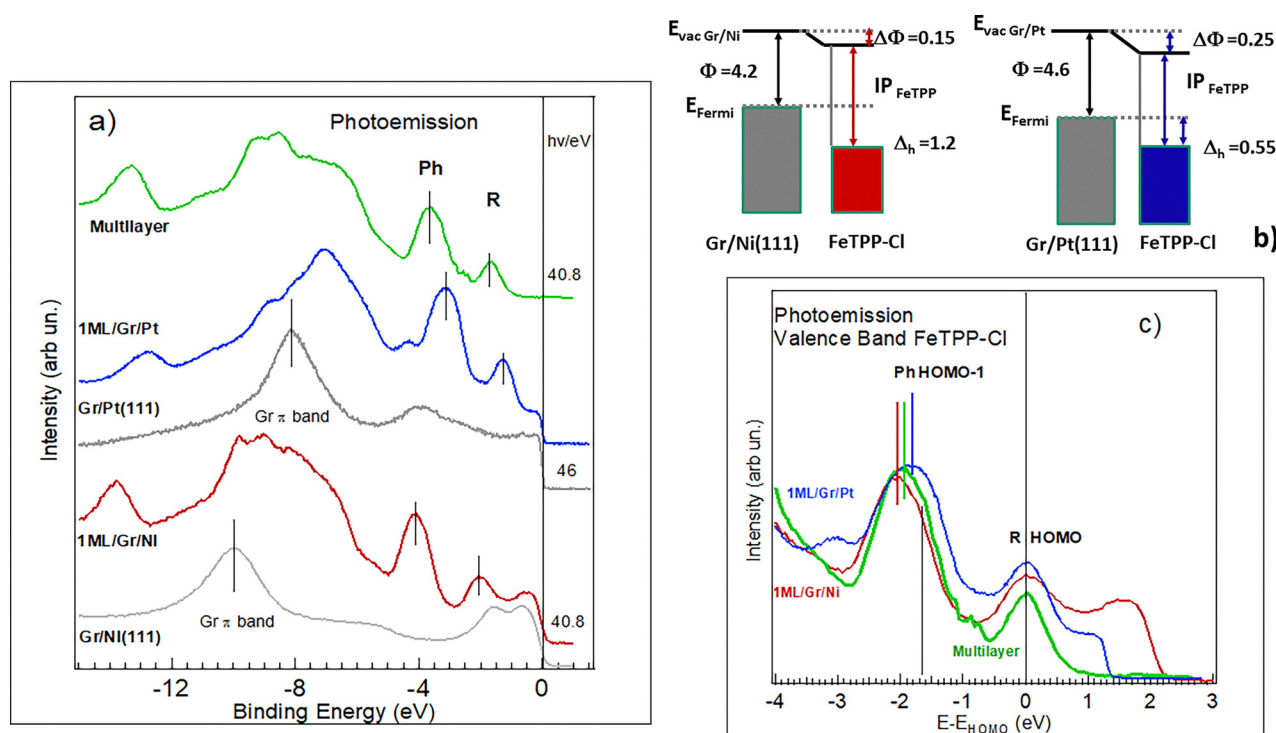 a)
Photoemission
hν/eV
Ph
R
MultIlayer
40.8
1ML/Gr/Pt
Gr/Pt(111)
Gr π band
46
1ML/Gr/NI
Gr/NI(111)
Gr π band
40.8
Intensity (arb un.)
-12
-8
-4
0
Binding Energy (eV)
E vac Gr/Ni
ΔΦ =0.15
Φ =4.2
IP FeTPP
EFermi
Δh =1.2
Gr/Ni(111)
FeTPP-Cl
E vac Gr/Pt
ΔΦ =0.25
Φ =4.6
IP FeTPP
EFermi
Δh =0.55
Gr/Pt(111)
FeTPP-Cl
b)
Photoemission
Valence Band FeTPP-Cl
c)
Ph HOMO-1
1ML/Gr/Pt
R HOMO
1ML/Gr/Ni
Multilayer
Intensity (arb un.)
-4
-3
-2
-1
0
1
2
3
E-EHOMO (eV)